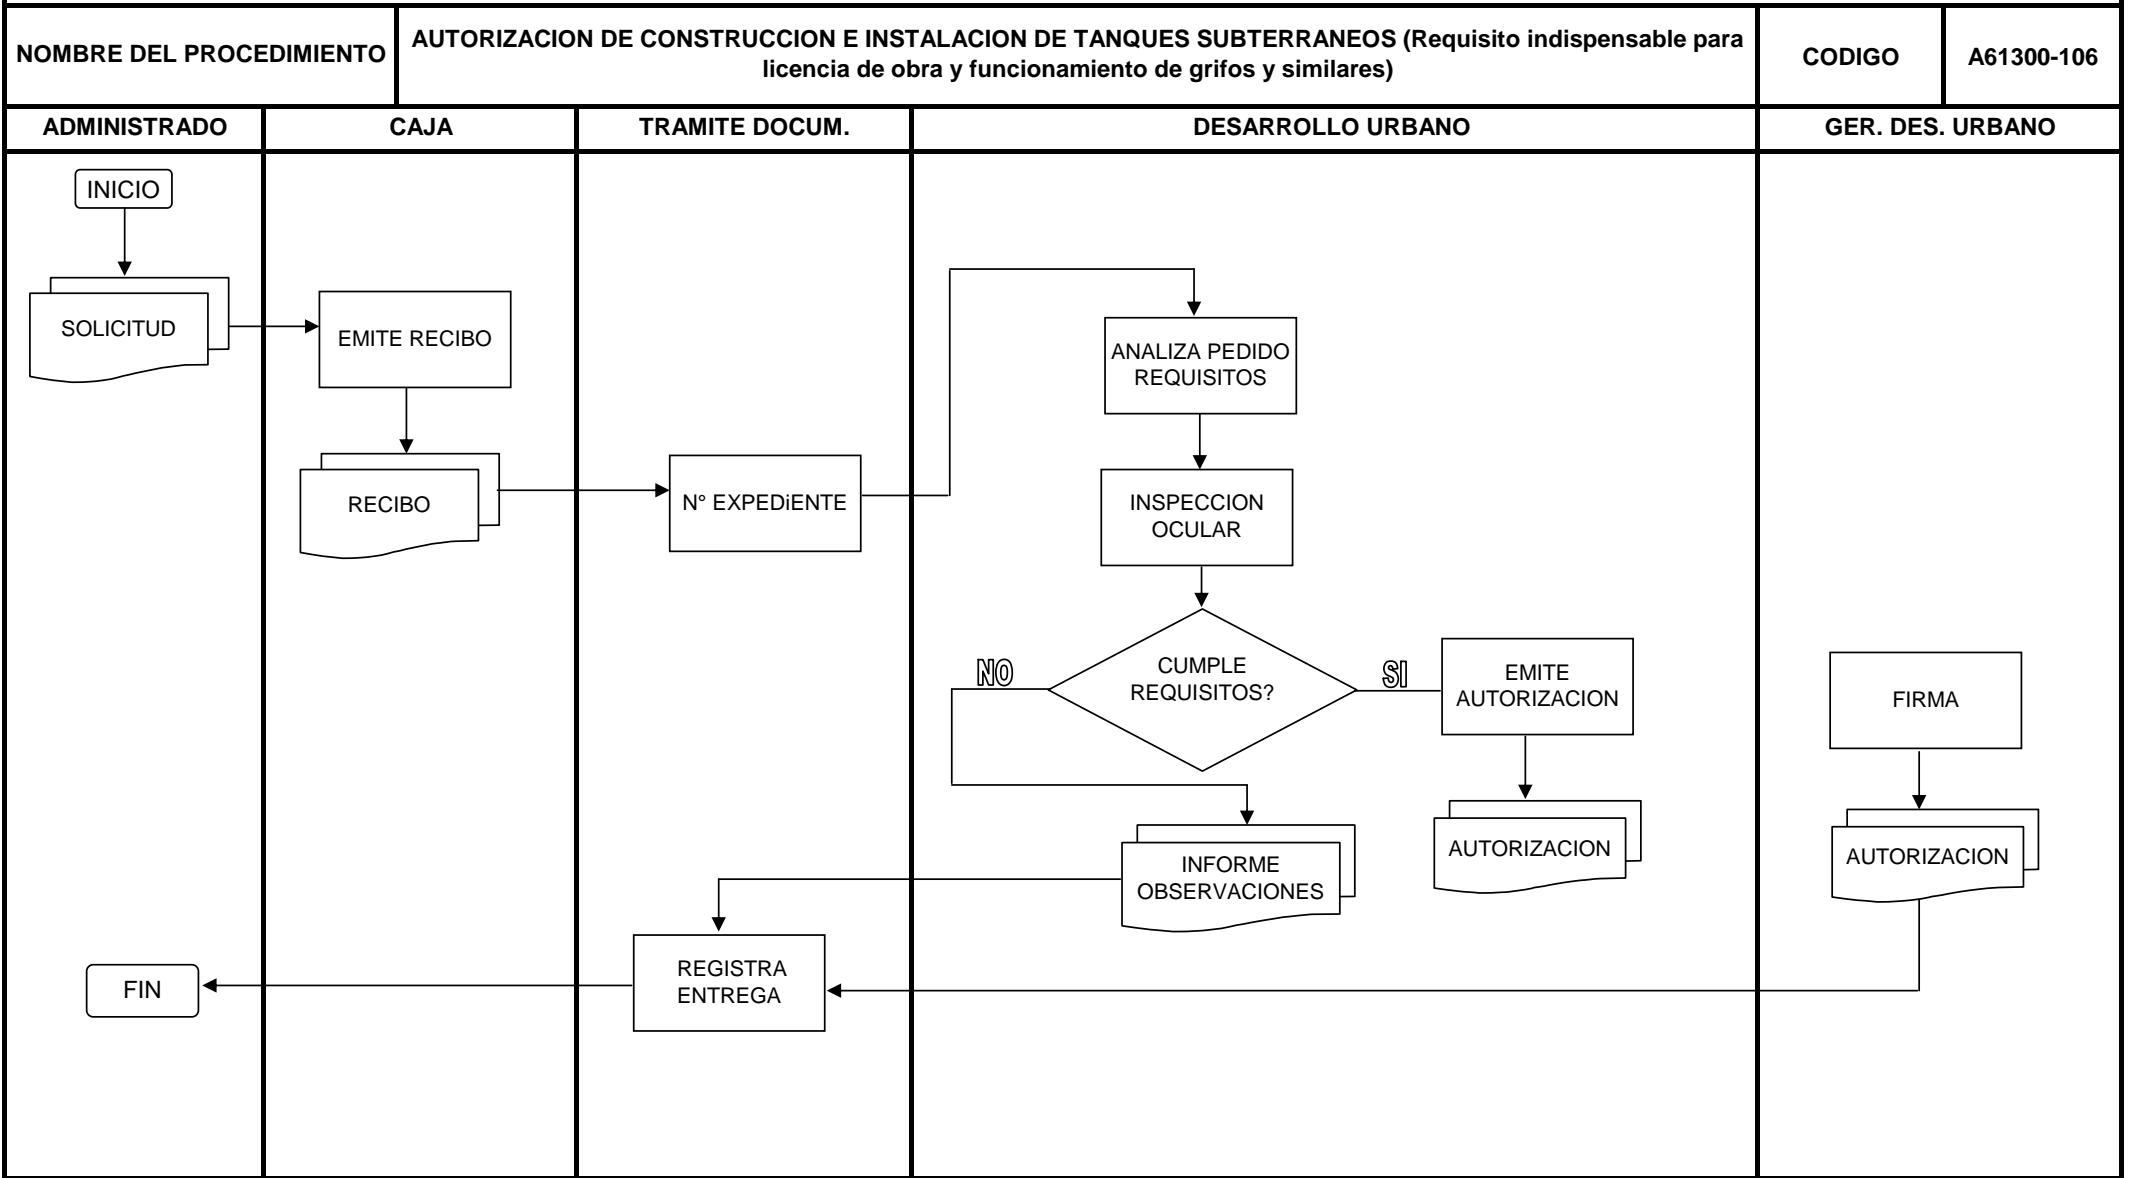 NOMBRE DEL PROCEDIMIENTO
AUTORIZACION DE CONSTRUCCION E INSTALACION DE TANQUES SUBTERRANEOS (Requisito indispensable para
licencia de obra y funcionamiento de grifos y similares)
CODIGO
A61300-106
ADMINISTRADO
CAJA
TRAMITE DOCUM.
DESARROLLO URBANO
GER. DES. URBANO
INICIO
SOLICITUD
EMITE RECIBO
RECIBO
N° EXPEDiENTE
ANALIZA PEDIDO
REQUISITOS
INSPECCION
OCULAR
CUMPLE
REQUISITOS?
NO
SI
EMITE
AUTORIZACION
FIRMA
AUTORIZACION
AUTORIZACION
INFORME
OBSERVACIONES
REGISTRA
ENTREGA
FIN